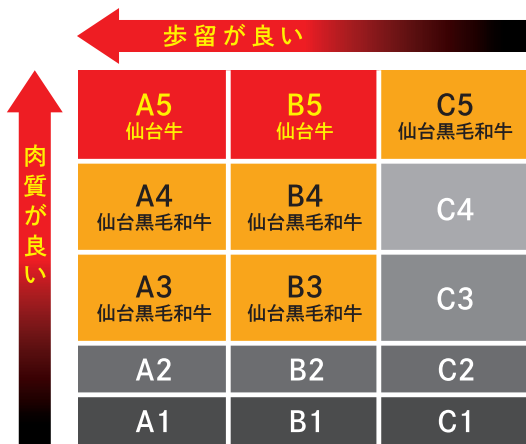 歩留が良い
肉質が良い
A5
仙台牛
B5
仙台牛
C5
仙台黒毛和牛
A4
仙台黒毛和牛
B4
仙台黒毛和牛
C4
A3
仙台黒毛和牛
B3
仙台黒毛和牛
C3
A2
B2
C2
A1
B1
C1